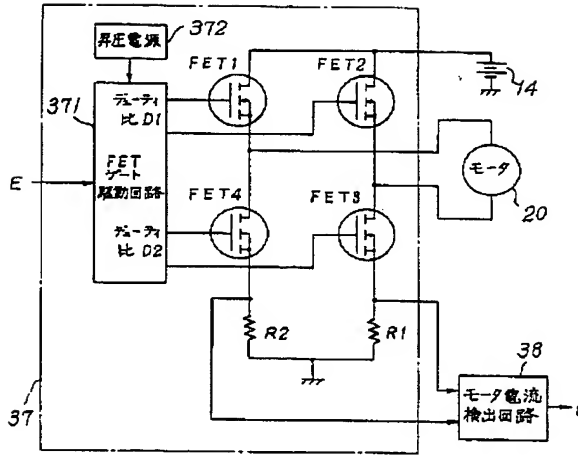 372
昇圧電源
FET1
FET2
371
デューティ
比 D1
14
E
FET
ゲート
駆動回路
モータ
20
FET4
FET3
デューティ
比 D2
R2
R1
38
モータ電流
検出回路
37